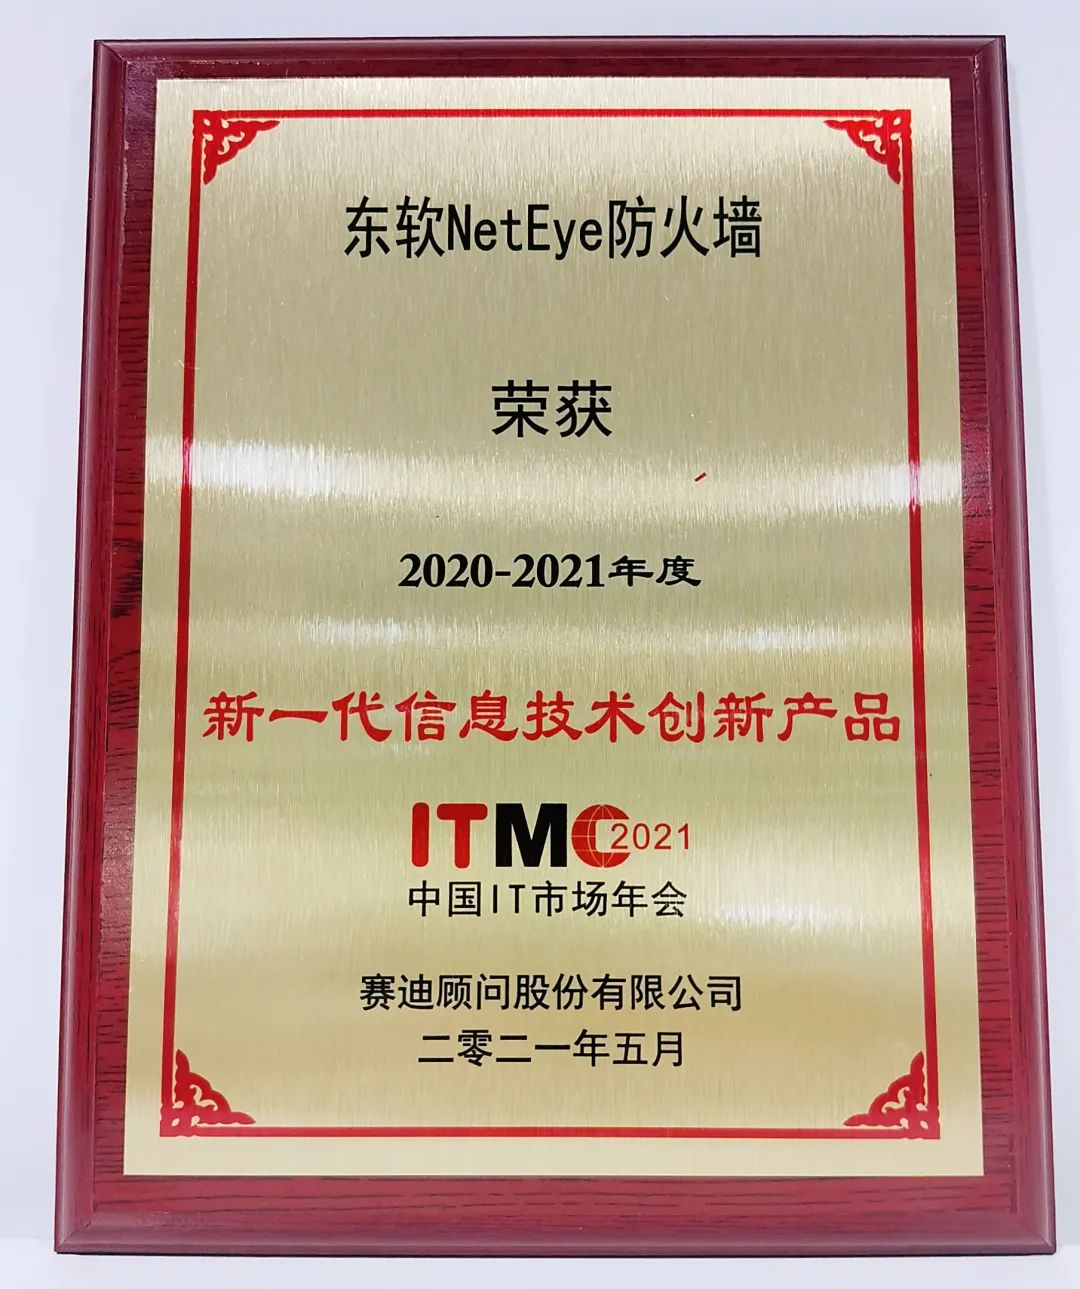 东软NetEye防火墙
荣获
2020-2021年度
新一代信息技术创新产品
ITMC2021
中国IT市场年会
赛迪顾问股份有限公司
二零二一年五月